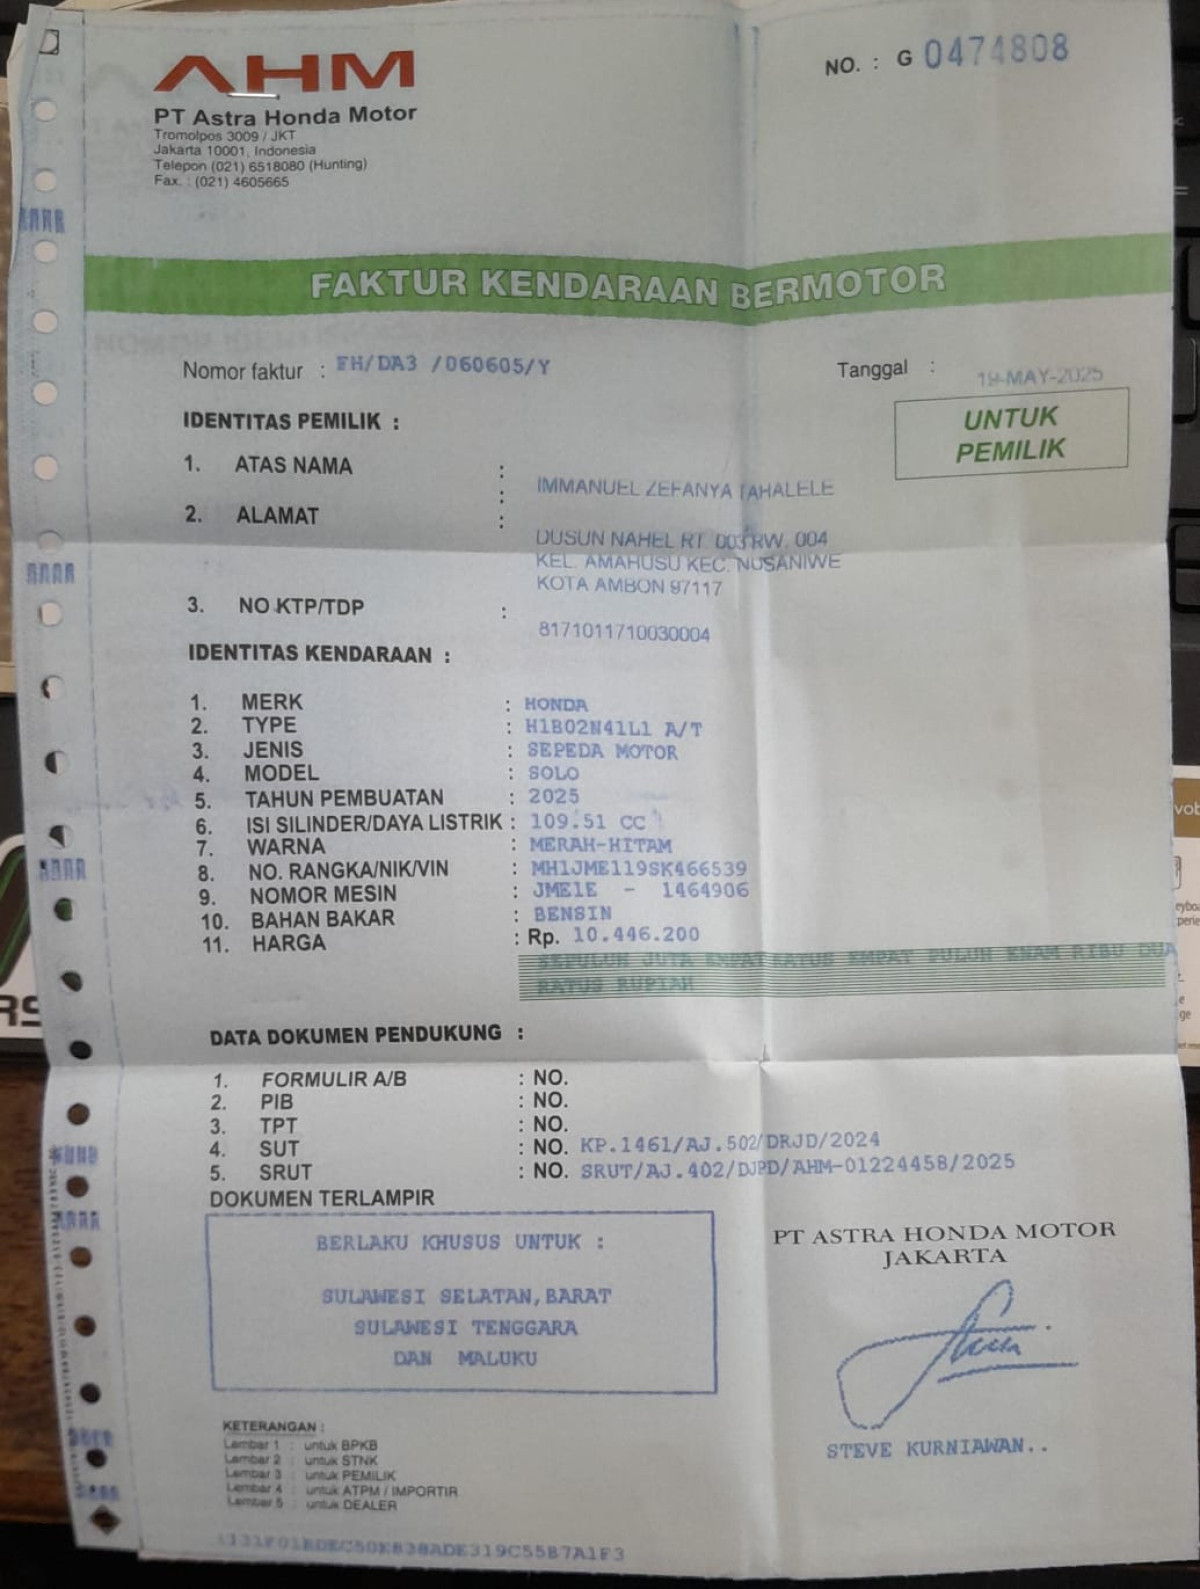 AHM
NO. : G 0474808
PT Astra Honda Motor
Tromolpos 3009 / JKT
Jakarta 10001, Indonesia
Telepon (021) 6518080 (Hunting)
Fax. : (021) 4605665
FAKTUR KENDARAAN BERMOTOR
Nomor faktur : FH/DA3 /060605/Y
Tanggal : 19-MAY-2025
UNTUK
PEMILIK
IDENTITAS PEMILIK :
1. ATAS NAMA : IMMANUEL ZEFANYA TAHALELE
2. ALAMAT : DUSUN NAHEL RT. 003 RW. 004
KEL. AMAHUSU KEC. NUSANIWE
KOTA AMBON 97117
3. NO KTP/TDP : 8171011710030004
IDENTITAS KENDARAAN :
1. MERK : HONDA
2. TYPE : H1B02N41L1 A/T
3. JENIS : SEPEDA MOTOR
4. MODEL : SOLO
5. TAHUN PEMBUATAN : 2025
6. ISI SILINDER/DAYA LISTRIK : 109.51 CC
7. WARNA : MERAH-HITAM
8. NO. RANGKA/NIK/VIN : MH1JME119SK466539
9. NOMOR MESIN : JME1E - 1464906
10. BAHAN BAKAR : BENSIN
11. HARGA : Rp. 10.446.200
SEPULUH JUTA EMPAT RATUS EMPAT PULUH ENAM RIBU DUA
RATUS RUPIAH
DATA DOKUMEN PENDUKUNG :
1. FORMULIR A/B : NO.
2. PIB : NO.
3. TPT : NO.
4. SUT : NO. KP.1461/AJ.502/DRJD/2024
5. SRUT : NO. SRUT/AJ.402/DJPD/AHM-01224458/2025
DOKUMEN TERLAMPIR
BERLAKU KHUSUS UNTUK :
SULAWESI SELATAN,BARAT
SULAWESI TENGGARA
DAN MALUKU
PT ASTRA HONDA MOTOR
JAKARTA
STEVE KURNIAWAN..
KETERANGAN :
Lembar 1 : untuk BPKB
Lembar 2 : untuk STNK
Lembar 3 : untuk PEMILIK
Lembar 4 : untuk ATPM / IMPORTIR
Lembar 5 : untuk DEALER